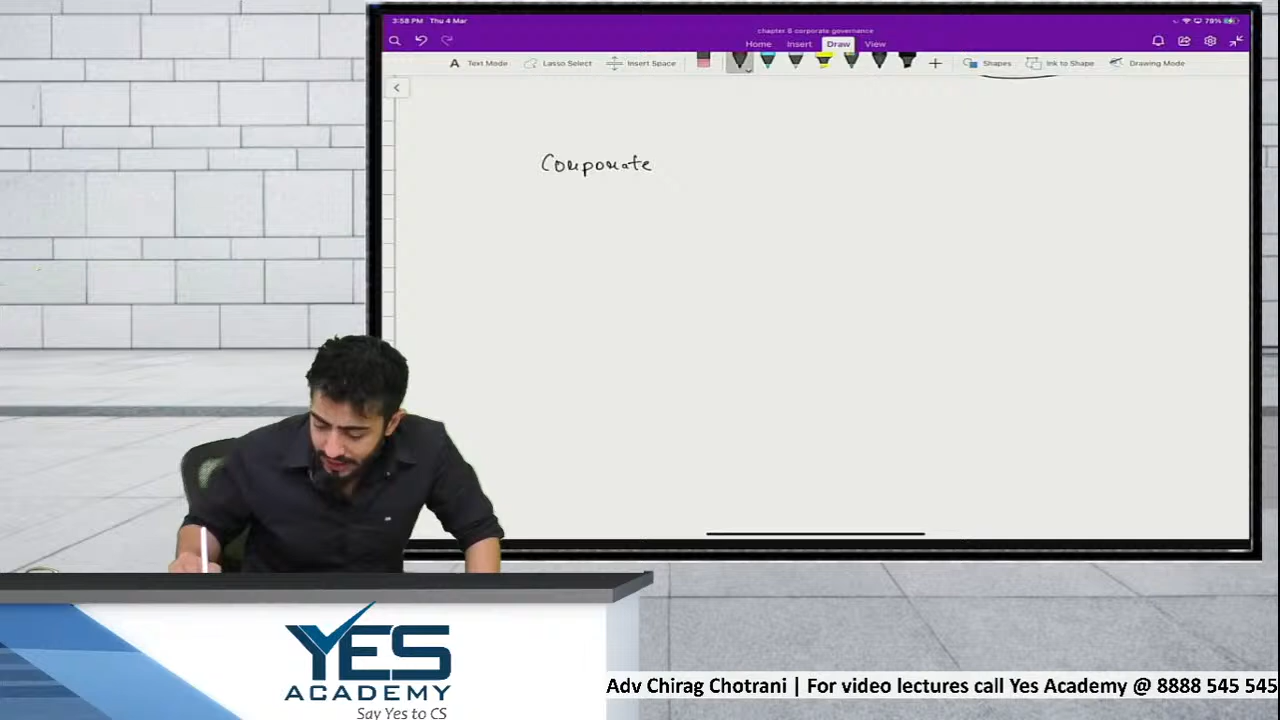 3:58 PM Thu 4 Mar
79%
chapter 8 corporate governance
Home Insert Draw View
Text Mode Lasso Select Insert Space Shapes Ink to Shape Drawing Mode
Corporate
YES
ACADEMY
Say Yes to CS
Adv Chirag Chotrani | For video lectures call Yes Academy @ 8888 545 545